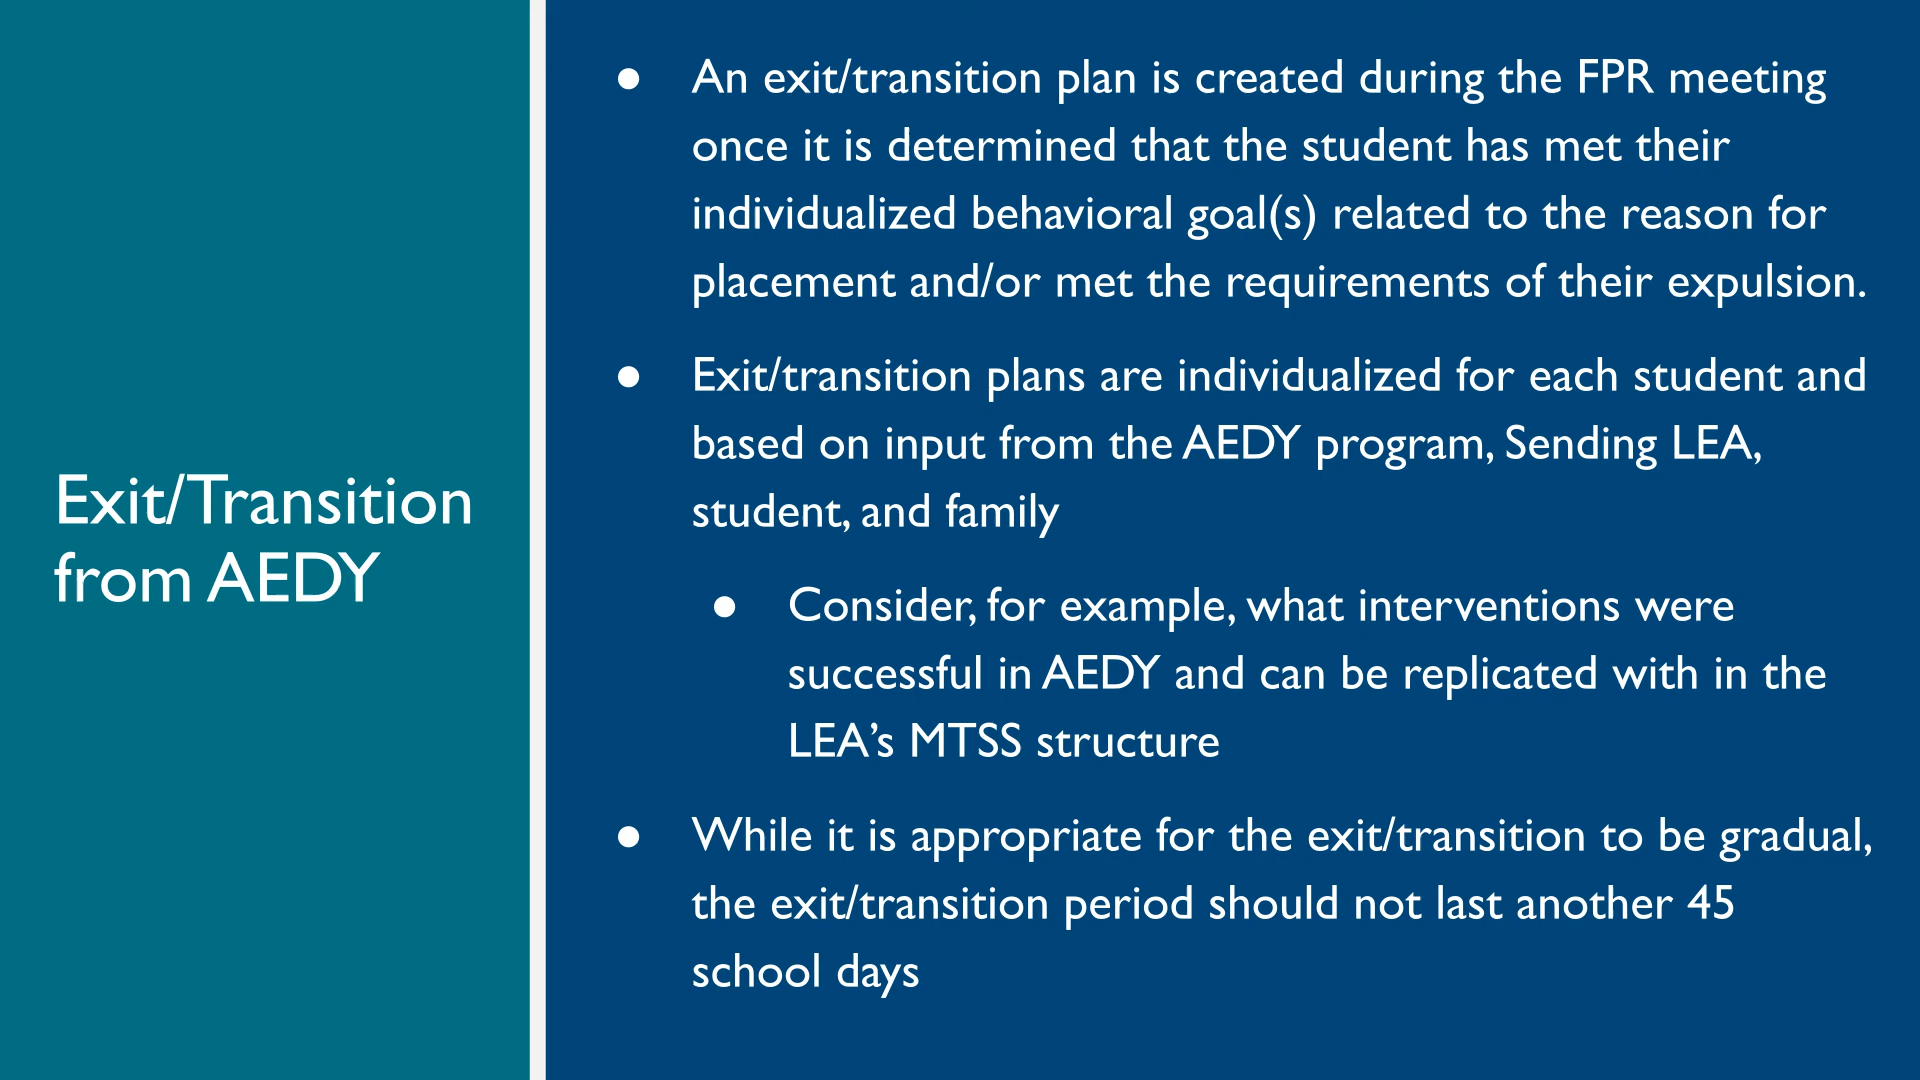 Exit/Transition
from AEDY
● An exit/transition plan is created during the FPR meeting
once it is determined that the student has met their
individualized behavioral goal(s) related to the reason for
placement and/or met the requirements of their expulsion.
● Exit/transition plans are individualized for each student and
based on input from the AEDY program, Sending LEA,
student, and family
● Consider, for example, what interventions were
successful in AEDY and can be replicated with in the
LEA’s MTSS structure
● While it is appropriate for the exit/transition to be gradual,
the exit/transition period should not last another 45
school days